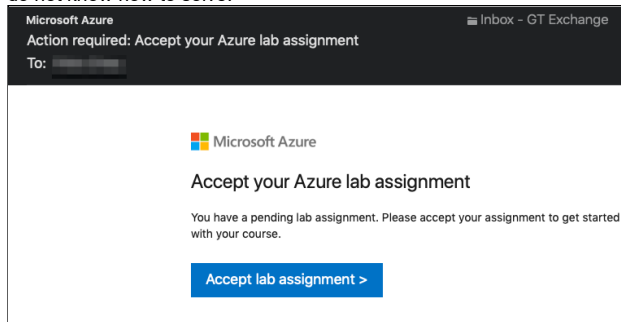 Microsoft Azure
Inbox - GT Exchange
Action required: Accept your Azure lab assignment
To:
Microsoft Azure
Accept your Azure lab assignment
You have a pending lab assignment. Please accept your assignment to get started
with your course.
Accept lab assignment >